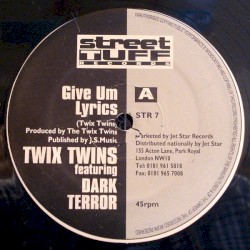 street
TUFF
RECORDS
Give Um
Lyrics
A
(Twix Twins)
STR 7
Produced by The Twix Twins
Published by J.S.Music
Marketed by Jet Star Records
Distributed nationally by Jet Star
155 Acton Lane, Park Royal
London NW10
Tel 0181 961 5818
Fax: 0181 965 7008
TWIX TWINS
featuring
DARK
TERROR
45rpm